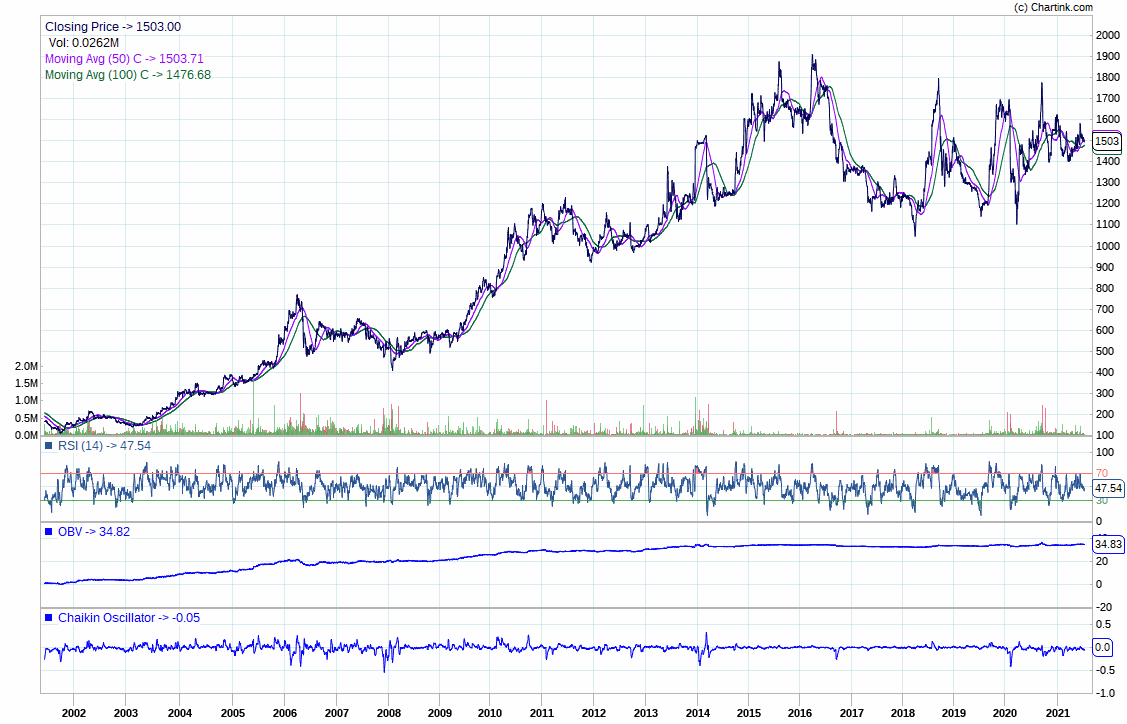 (c) Chartink.com
Closing Price -> 1503.00
Vol: 0.0262M
Moving Avg (50) C -> 1503.71
Moving Avg (100) C -> 1476.68
2000
1900
1800
1700
1600
1503
1400
1300
1200
1100
1000
900
800
700
600
500
400
300
200
100
2.0M
1.5M
1.0M
0.5M
0.0M
RSI (14) -> 47.54
100
70
47.54
30
0
OBV -> 34.82
34.83
20
0
-20
Chaikin Oscillator -> -0.05
0.5
0.0
-0.5
-1.0
2002 2003 2004 2005 2006 2007 2008 2009 2010 2011 2012 2013 2014 2015 2016 2017 2018 2019 2020 2021